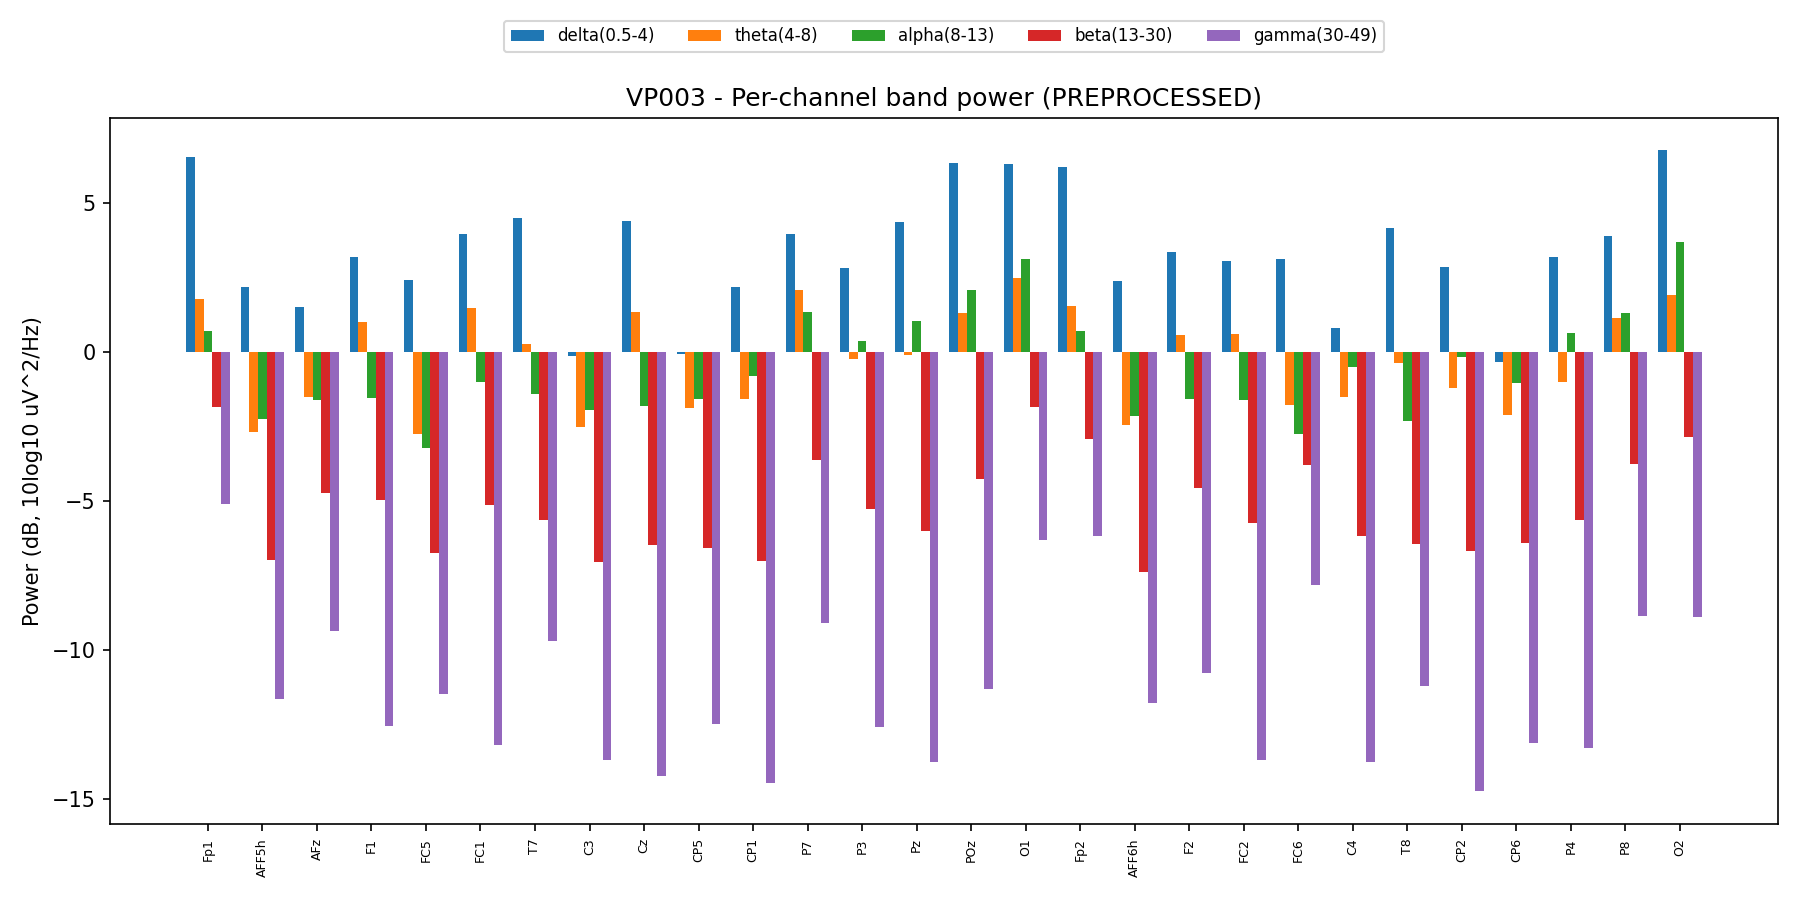 delta(0.5-4) theta(4-8) alpha(8-13) beta(13-30) gamma(30-49)
VP003 - Per-channel band power (PREPROCESSED)
Power (dB, 10log10 uV^2/Hz)
5
0
−5
−10
−15
Fp1 AFF5h AFz F1 FC5 FC1 T7 C3 Cz CP5 CP1 P7 P3 Pz POz O1 Fp2 AFF6h F2 FC2 FC6 C4 T8 CP2 CP6 P4 P8 O2